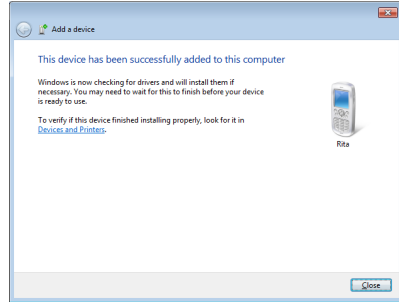 Add a device
This device has been successfully added to this computer
Windows is now checking for drivers and will install them if
necessary. You may need to wait for this to finish before your device
is ready to use.
To verify if this device finished installing properly, look for it in
Devices and Printers.
Rita
Close